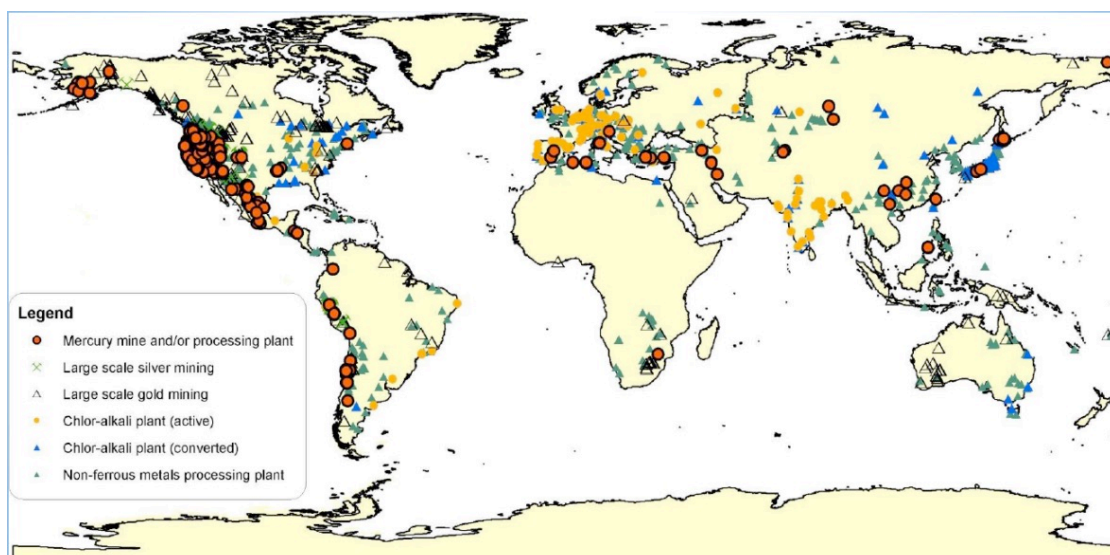 Legend
Mercury mine and/or processing plant
Large scale silver mining
Large scale gold mining
Chlor-alkali plant (active)
Chlor-alkali plant (converted)
Non-ferrous metals processing plant